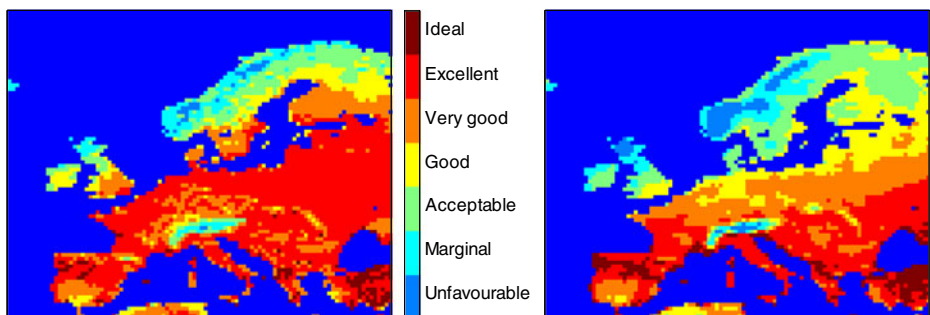 Ideal
Excellent
Very good
Good
Acceptable
Marginal
Unfavourable